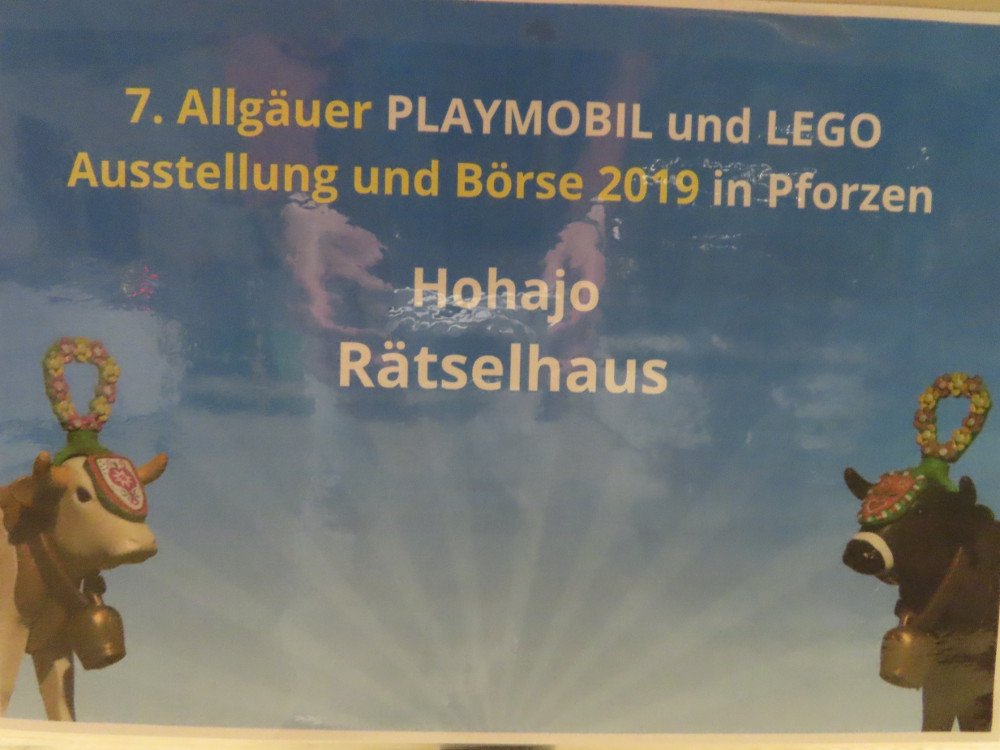 7. Allgäuer PLAYMOBIL und LEGO
Ausstellung und Börse 2019 in Pforzen
Hohajo
Rätselhaus